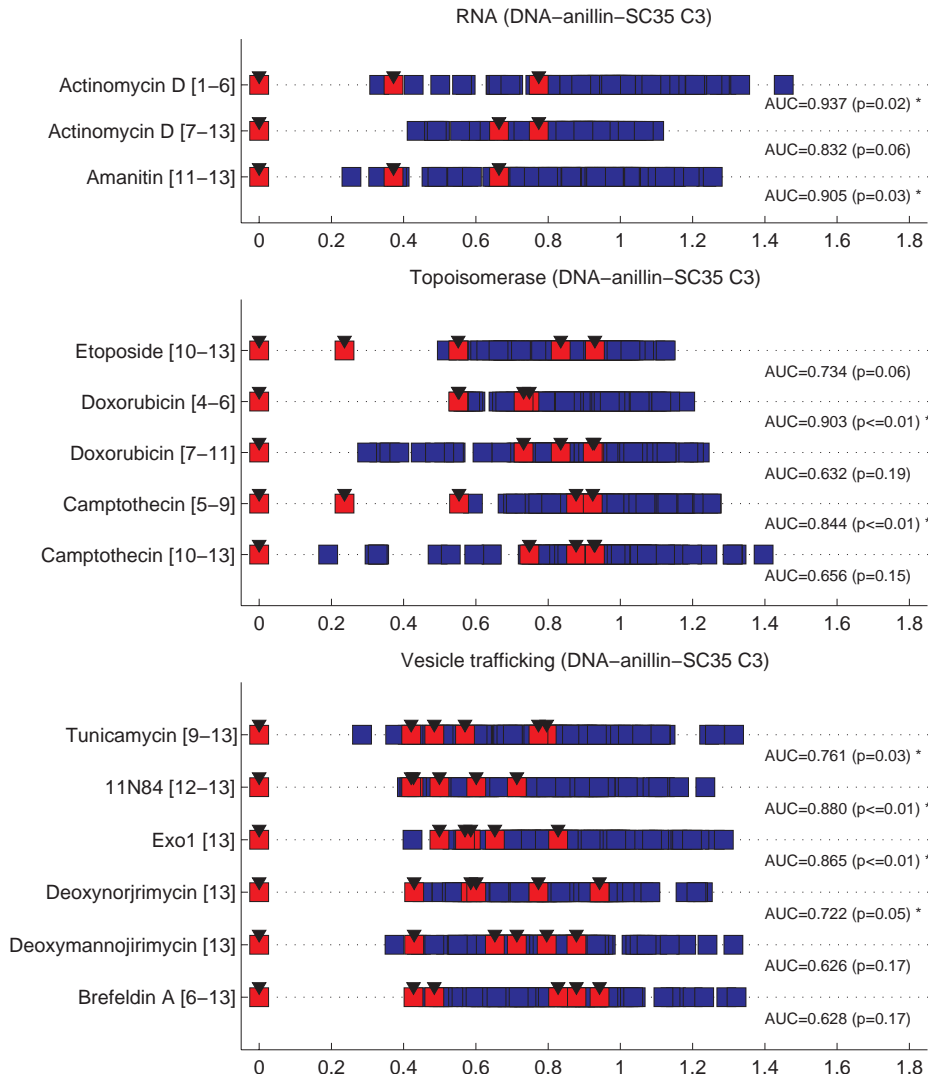 RNA (DNA−anillin−SC35 C3)
Actinomycin D [1−6]
AUC=0.937 (p=0.02) *
Actinomycin D [7−13]
AUC=0.832 (p=0.06)
Amanitin [11−13]
AUC=0.905 (p=0.03) *
0 0.2 0.4 0.6 0.8 1 1.2 1.4 1.6 1.8
Topoisomerase (DNA−anillin−SC35 C3)
Etoposide [10−13]
AUC=0.734 (p=0.06)
Doxorubicin [4−6]
AUC=0.903 (p<=0.01) *
Doxorubicin [7−11]
AUC=0.632 (p=0.19)
Camptothecin [5−9]
AUC=0.844 (p<=0.01) *
Camptothecin [10−13]
AUC=0.656 (p=0.15)
0 0.2 0.4 0.6 0.8 1 1.2 1.4 1.6 1.8
Vesicle trafficking (DNA−anillin−SC35 C3)
Tunicamycin [9−13]
AUC=0.761 (p=0.03) *
11N84 [12−13]
AUC=0.880 (p<=0.01) *
Exo1 [13]
AUC=0.865 (p<=0.01) *
Deoxynorjrimycin [13]
AUC=0.722 (p=0.05) *
Deoxymannojirimycin [13]
AUC=0.626 (p=0.17)
Brefeldin A [6−13]
AUC=0.628 (p=0.17)
0 0.2 0.4 0.6 0.8 1 1.2 1.4 1.6 1.8